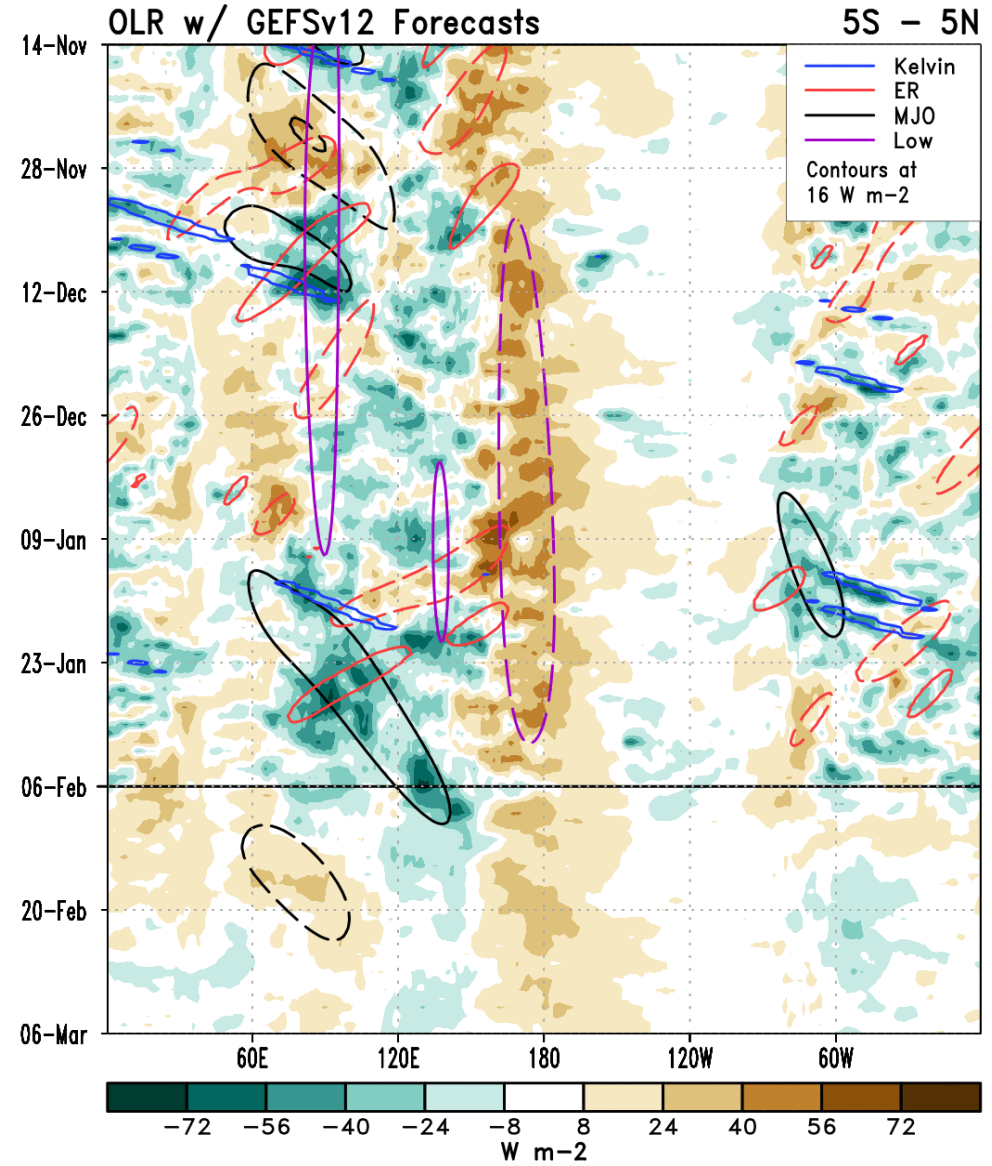 OLR w/ GEFSv12 Forecasts 5S - 5N
14-Nov
28-Nov
12-Dec
26-Dec
09-Jan
23-Jan
06-Feb
20-Feb
06-Mar
Kelvin
ER
MJO
Low
Contours at
16 W m-2
60E 120E 180 120W 60W
-72 -56 -40 -24 -8 8 24 40 56 72
W m-2